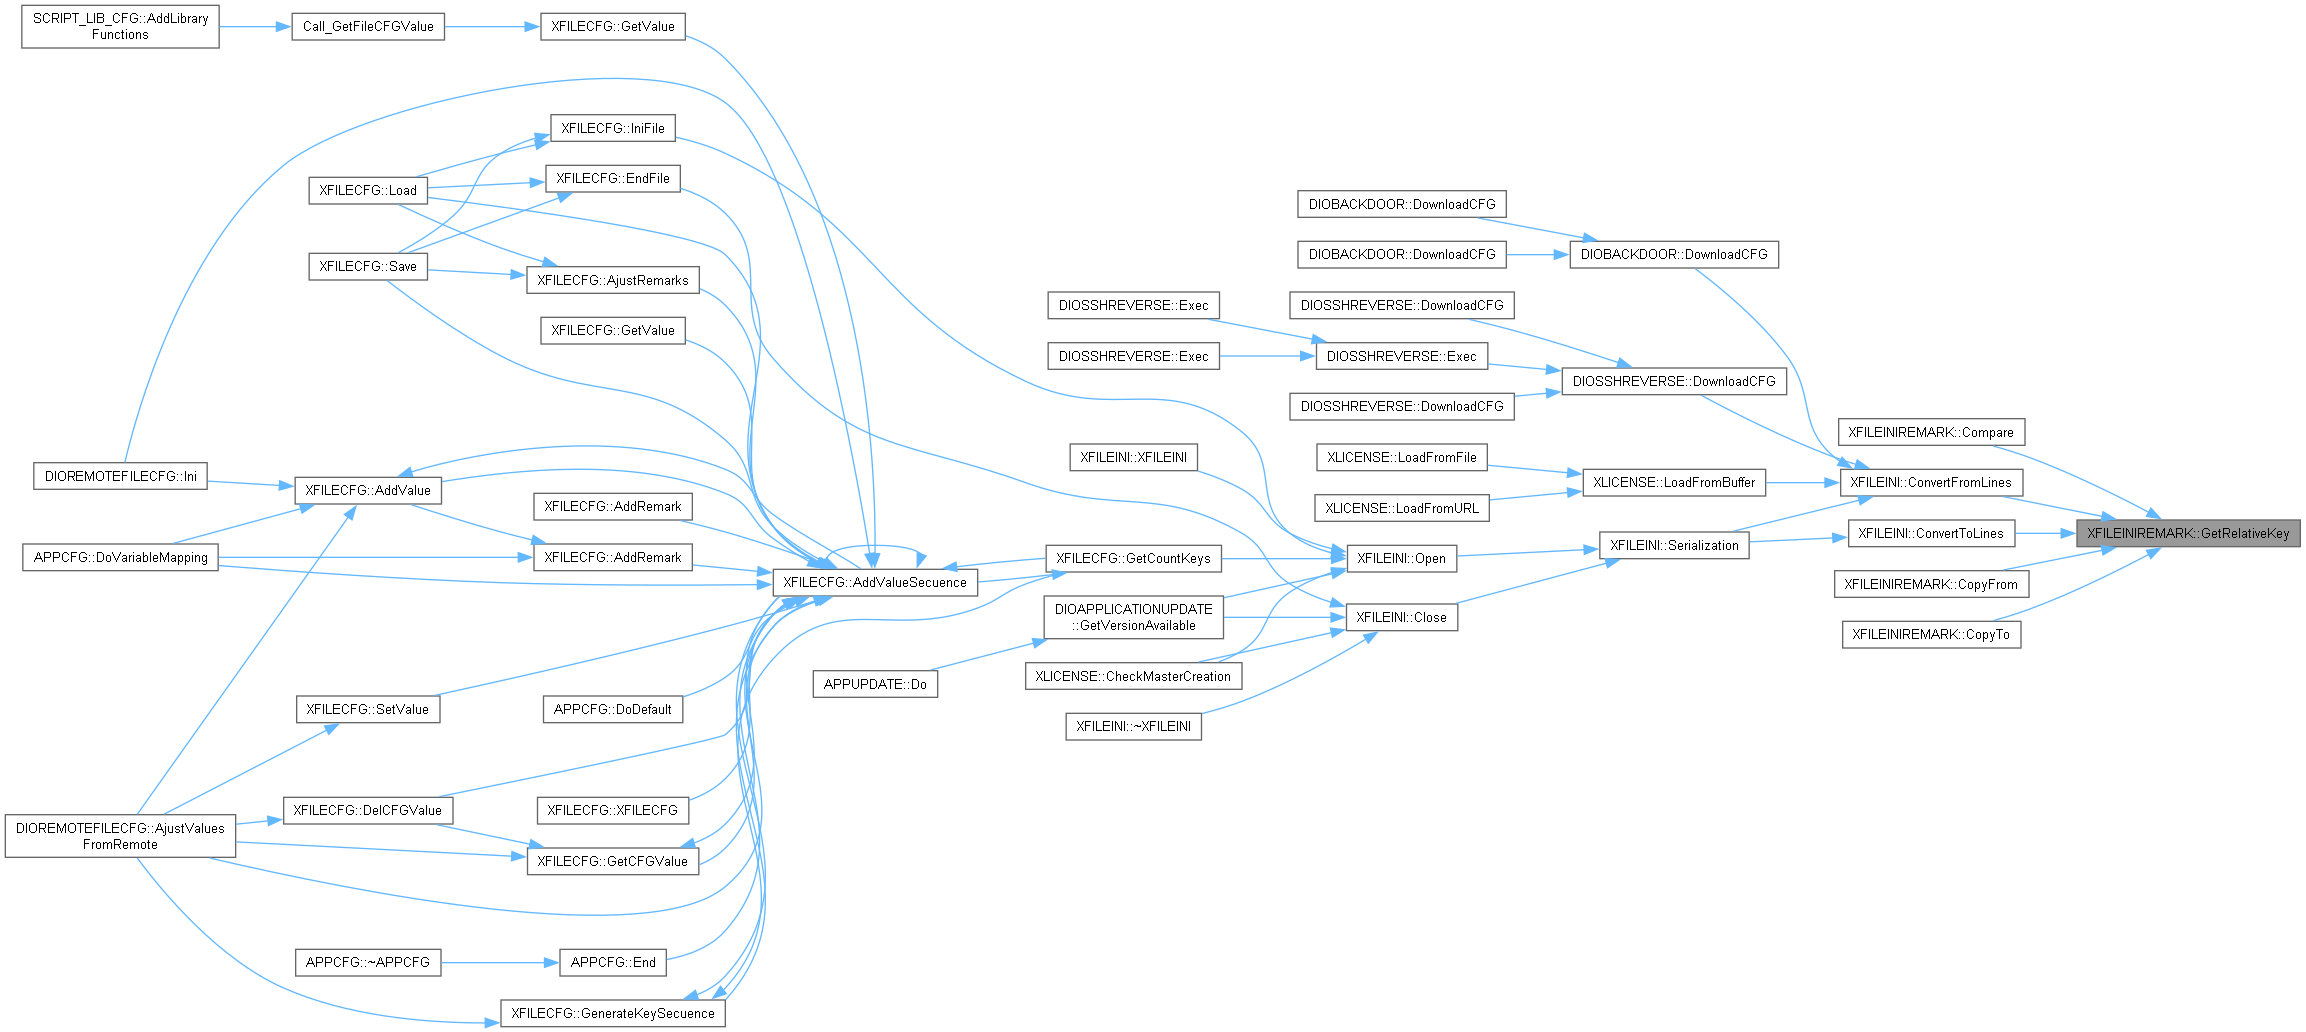 SCRIPT_LIB_CFG::AddLibrary
Functions
Call_GetFileCFGValue
XFILECFG::GetValue
XFILECFG::IniFile
XFILECFG::EndFile
XFILECFG::Load
XFILECFG::Save
XFILECFG::AjustRemarks
XFILECFG::GetValue
DIOREMOTEFILECFG::Ini
XFILECFG::AddValue
XFILECFG::AddRemark
APPCFG::DoVariableMapping
XFILECFG::AddRemark
XFILECFG::AddValueSecuence
XFILECFG::SetValue
APPCFG::DoDefault
XFILECFG::DelCFGValue
XFILECFG::XFILECFG
DIOREMOTEFILECFG::AjustValues
FromRemote
XFILECFG::GetCFGValue
APPCFG::~APPCFG
APPCFG::End
XFILECFG::GenerateKeySecuence
DIOBACKDOOR::DownloadCFG
DIOBACKDOOR::DownloadCFG
DIOBACKDOOR::DownloadCFG
DIOSSHREVERSE::Exec
DIOSSHREVERSE::DownloadCFG
DIOSSHREVERSE::Exec
DIOSSHREVERSE::Exec
DIOSSHREVERSE::DownloadCFG
DIOSSHREVERSE::DownloadCFG
XFILEINI::XFILEINI
XLICENSE::LoadFromFile
XLICENSE::LoadFromBuffer
XLICENSE::LoadFromURL
XFILECFG::GetCountKeys
XFILEINI::Open
XFILEINI::Serialization
DIOAPPLICATIONUPDATE
::GetVersionAvailable
XFILEINI::Close
APPUPDATE::Do
XLICENSE::CheckMasterCreation
XFILEINI::~XFILEINI
XFILEINIREMARK::Compare
XFILEINI::ConvertFromLines
XFILEINI::ConvertToLines
XFILEINIREMARK::GetRelativeKey
XFILEINIREMARK::CopyFrom
XFILEINIREMARK::CopyTo